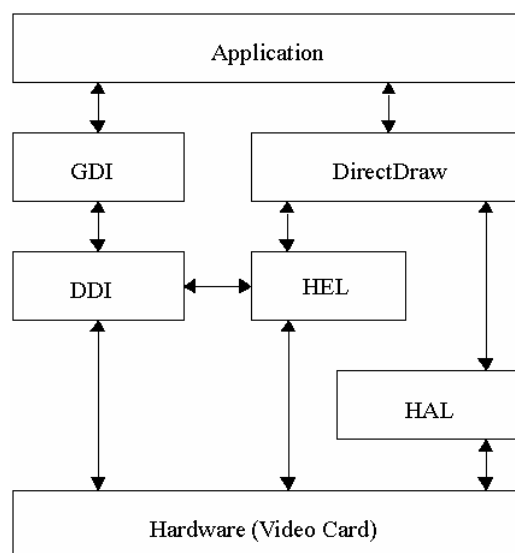 Application
GDI
DirectDraw
DDI
HEL
HAL
Hardware (Video Card)